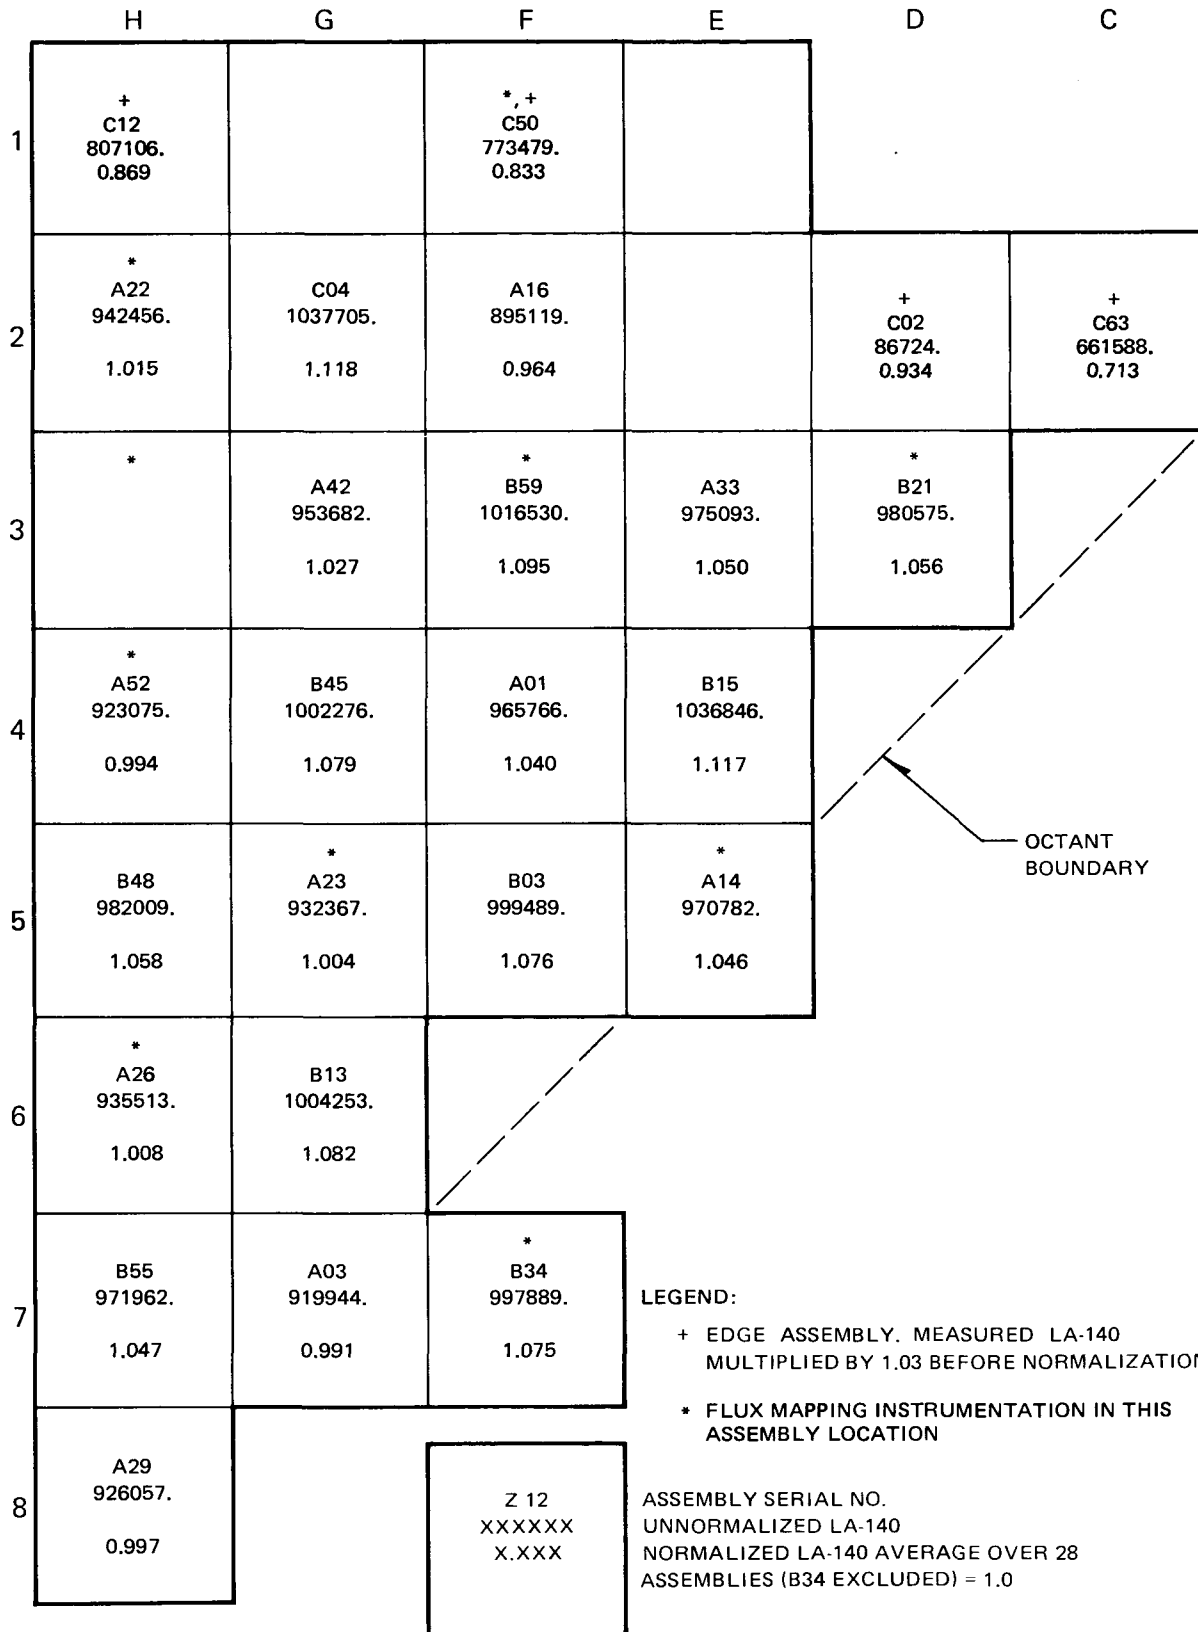 H G F E D C
1
+
C12
807106.
0.869
*, +
C50
773479.
0.833
2
*
A22
942456.
1.015
C04
1037705.
1.118
A16
895119.
0.964
+
C02
86724.
0.934
+
C63
661588.
0.713
3
*
A42
953682.
1.027
*
B59
1016530.
1.095
A33
975093.
1.050
*
B21
980575.
1.056
4
*
A52
923075.
0.994
B45
1002276.
1.079
A01
965766.
1.040
B15
1036846.
1.117
OCTANT
BOUNDARY
5
B48
982009.
1.058
*
A23
932367.
1.004
B03
999489.
1.076
*
A14
970782.
1.046
6
*
A26
935513.
1.008
B13
1004253.
1.082
7
B55
971962.
1.047
A03
919944.
0.991
*
B34
997889.
1.075
LEGEND:
+ EDGE ASSEMBLY. MEASURED LA-140
MULTIPLIED BY 1.03 BEFORE NORMALIZATION
* FLUX MAPPING INSTRUMENTATION IN THIS
ASSEMBLY LOCATION
8
A29
926057.
0.997
Z 12
XXXXXX
X.XXX
ASSEMBLY SERIAL NO.
UNNORMALIZED LA-140
NORMALIZED LA-140 AVERAGE OVER 28
ASSEMBLIES (B34 EXCLUDED) = 1.0